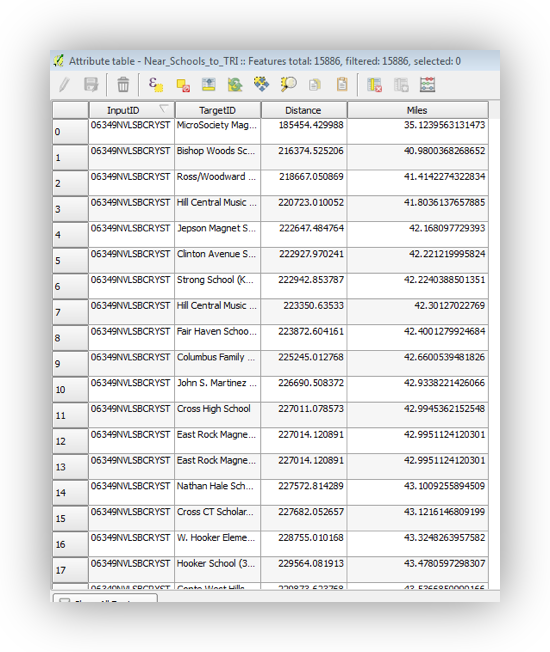 Attribute table - Near_Schools_to_TRI :: Features total: 15886, filtered: 15886, selected: 0
InputID TargetID Distance Miles
0 06349NVLSBCRYST MicroSociety Mag... 185454.429988 35.1239563131473
1 06349NVLSBCRYST Bishop Woods Sc... 216374.525206 40.9800368268652
2 06349NVLSBCRYST Ross/Woodward ... 218667.050869 41.4142274322834
3 06349NVLSBCRYST Hill Central Music ... 220723.010052 41.8036137657885
4 06349NVLSBCRYST Jepson Magnet S... 222647.484764 42.168097729393
5 06349NVLSBCRYST Clinton Avenue S... 222927.970241 42.221219995824
6 06349NVLSBCRYST Strong School (K... 222942.853787 42.2240388501351
7 06349NVLSBCRYST Hill Central Music ... 223350.63533 42.30127022769
8 06349NVLSBCRYST Fair Haven Schoo... 223872.604161 42.4001279924684
9 06349NVLSBCRYST Columbus Family ... 225245.012768 42.6600539481826
10 06349NVLSBCRYST John S. Martinez ... 226690.508372 42.9338221426066
11 06349NVLSBCRYST Cross High School 227011.078573 42.9945362152548
12 06349NVLSBCRYST East Rock Magne... 227014.120891 42.9951124120301
13 06349NVLSBCRYST East Rock Magne... 227014.120891 42.9951124120301
14 06349NVLSBCRYST Nathan Hale Sch... 227572.814289 43.1009255894509
15 06349NVLSBCRYST Cross CT Scholar... 227682.052657 43.1216146809199
16 06349NVLSBCRYST W. Hooker Eleme... 228755.010168 43.3248263957582
17 06349NVLSBCRYST Hooker School (3... 229564.081913 43.4780597298307